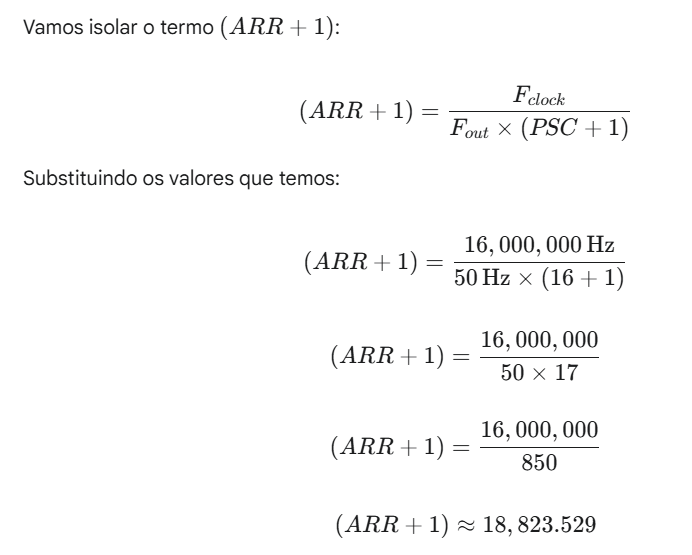 Vamos isolar o termo (ARR + 1):
(ARR + 1) = F_clock / F_out × (PSC + 1)
Substituindo os valores que temos:
(ARR + 1) = 16,000,000 Hz / 50 Hz × (16 + 1)
(ARR + 1) = 16,000,000 / 50 × 17
(ARR + 1) = 16,000,000 / 850
(ARR + 1) ≈ 18,823.529